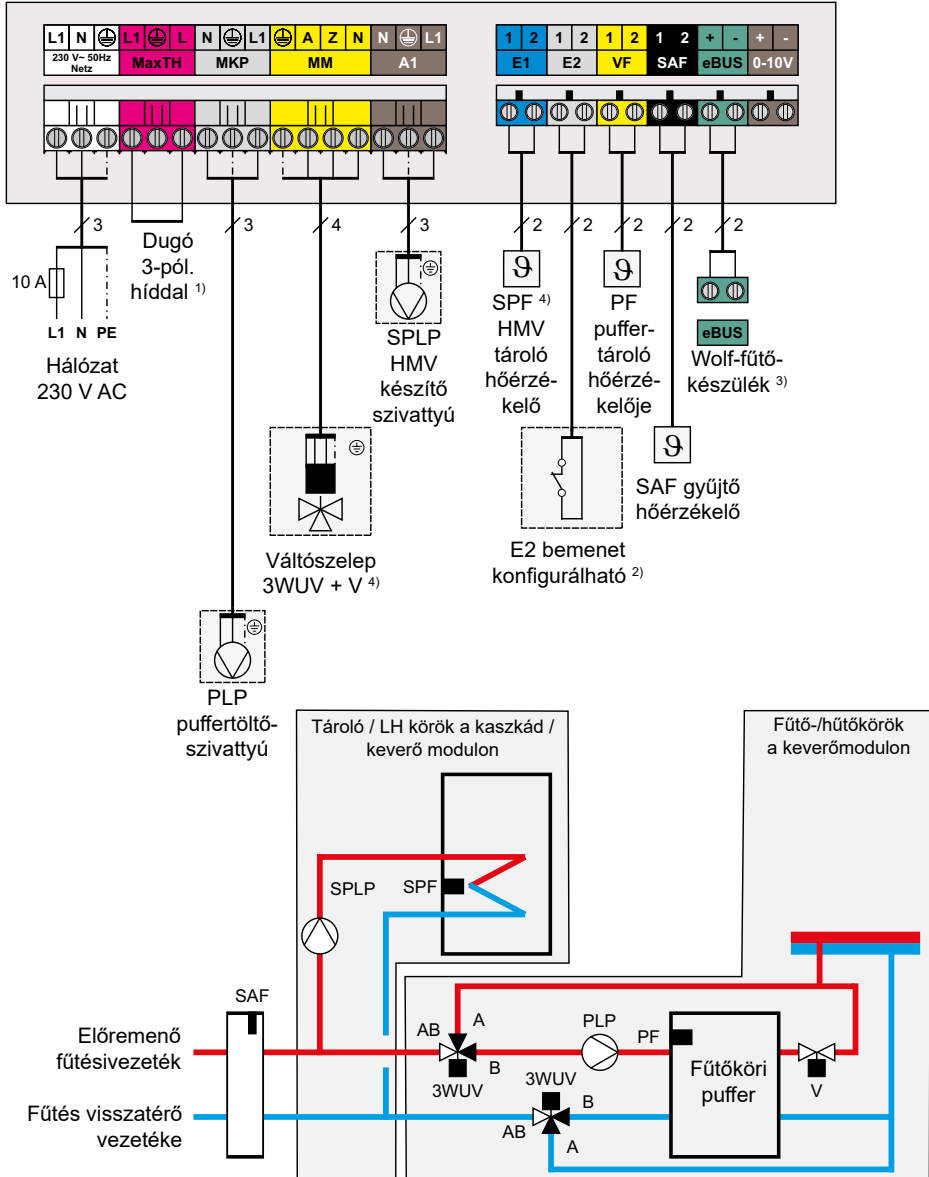 L1 N L1 L N L1 A Z N N L1
230 V~ 50Hz
Netz
MaxTH
MKP
MM
A1
1 2 1 2 1 2 1 2 + - + -
E1 E2 VF SAF eBUS 0-10V
3
3
4
3
2
2
2
2
2
10 A
L1 N PE
Hálózat
230 V AC
Dugó
3-pól.
híddal 1)
SPLP
HMV
készítő
szivattyú
ϑ
SPF 4)
HMV
tároló
hőérzé-
kelő
ϑ
PF
puffer-
tároló
hőérzé-
kelője
eBUS
Wolf-fűtő-
készülék 3)
ϑ
SAF gyűjtő
hőérzékelő
Váltószelep
3WUV + V 4)
E2 bemenet
konfigurálható 2)
PLP
puffertöltő-
szivattyú
Tároló / LH körök a kaszkád /
keverő modulon
Fűtő-/hűtőkörök
a keverőmodulon
SPLP
SPF
SAF
Előremenő
fűtésivezeték
AB
A
B
3WUV
PLP
PF
Fűtőköri
puffer
V
Fűtés visszatérő
vezetéke
3WUV
B
AB
A